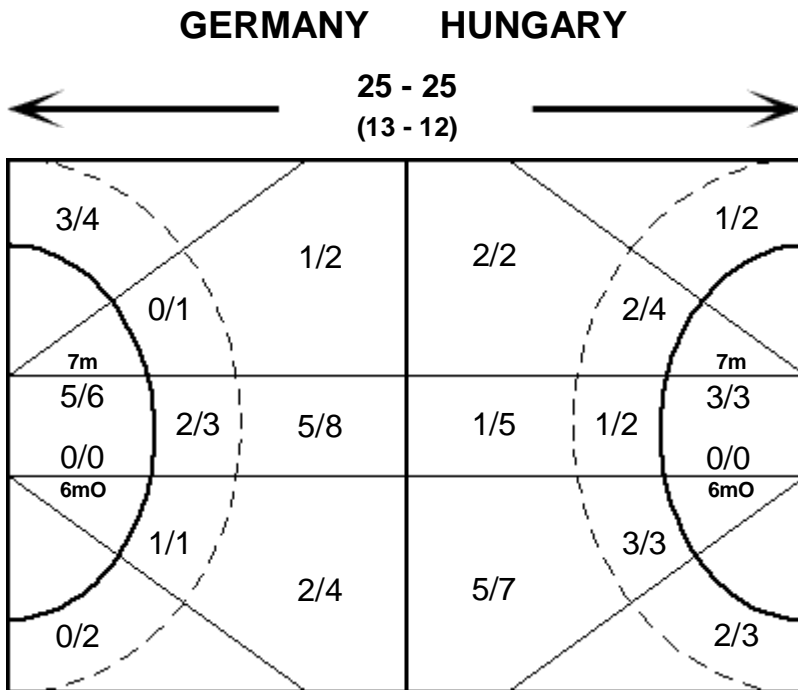 GERMANY HUNGARY
25 - 25
(13 - 12)
3/4 1/2
1/2 2/2
0/1 2/4
7m 7m
5/6 3/3
2/3 5/8 1/5 1/2
0/0 0/0
6mO 6mO
1/1 3/3
2/4 5/7
0/2 2/3